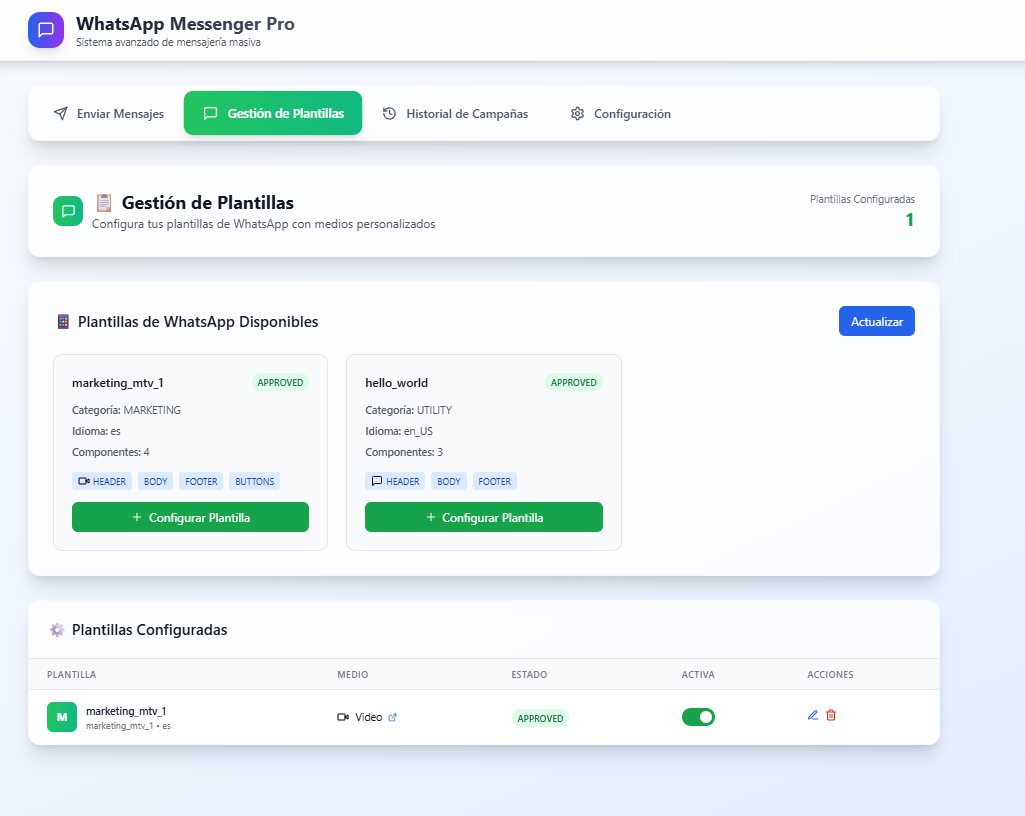 WhatsApp Messenger Pro
Sistema avanzado de mensajería masiva
Enviar Mensajes
Gestión de Plantillas
Historial de Campañas
Configuración
Gestión de Plantillas
Configura tus plantillas de WhatsApp con medios personalizados
Plantillas Configuradas
1
Plantillas de WhatsApp Disponibles
Actualizar
marketing_mtv_1
APPROVED
Categoría: MARKETING
Idioma: es
Componentes: 4
HEADER BODY FOOTER BUTTONS
+ Configurar Plantilla
hello_world
APPROVED
Categoría: UTILITY
Idioma: en_US
Componentes: 3
HEADER BODY FOOTER
+ Configurar Plantilla
Plantillas Configuradas
PLANTILLA MEDIO ESTADO ACTIVA ACCIONES
M
marketing_mtv_1
marketing_mtv_1 • es
Video
APPROVED